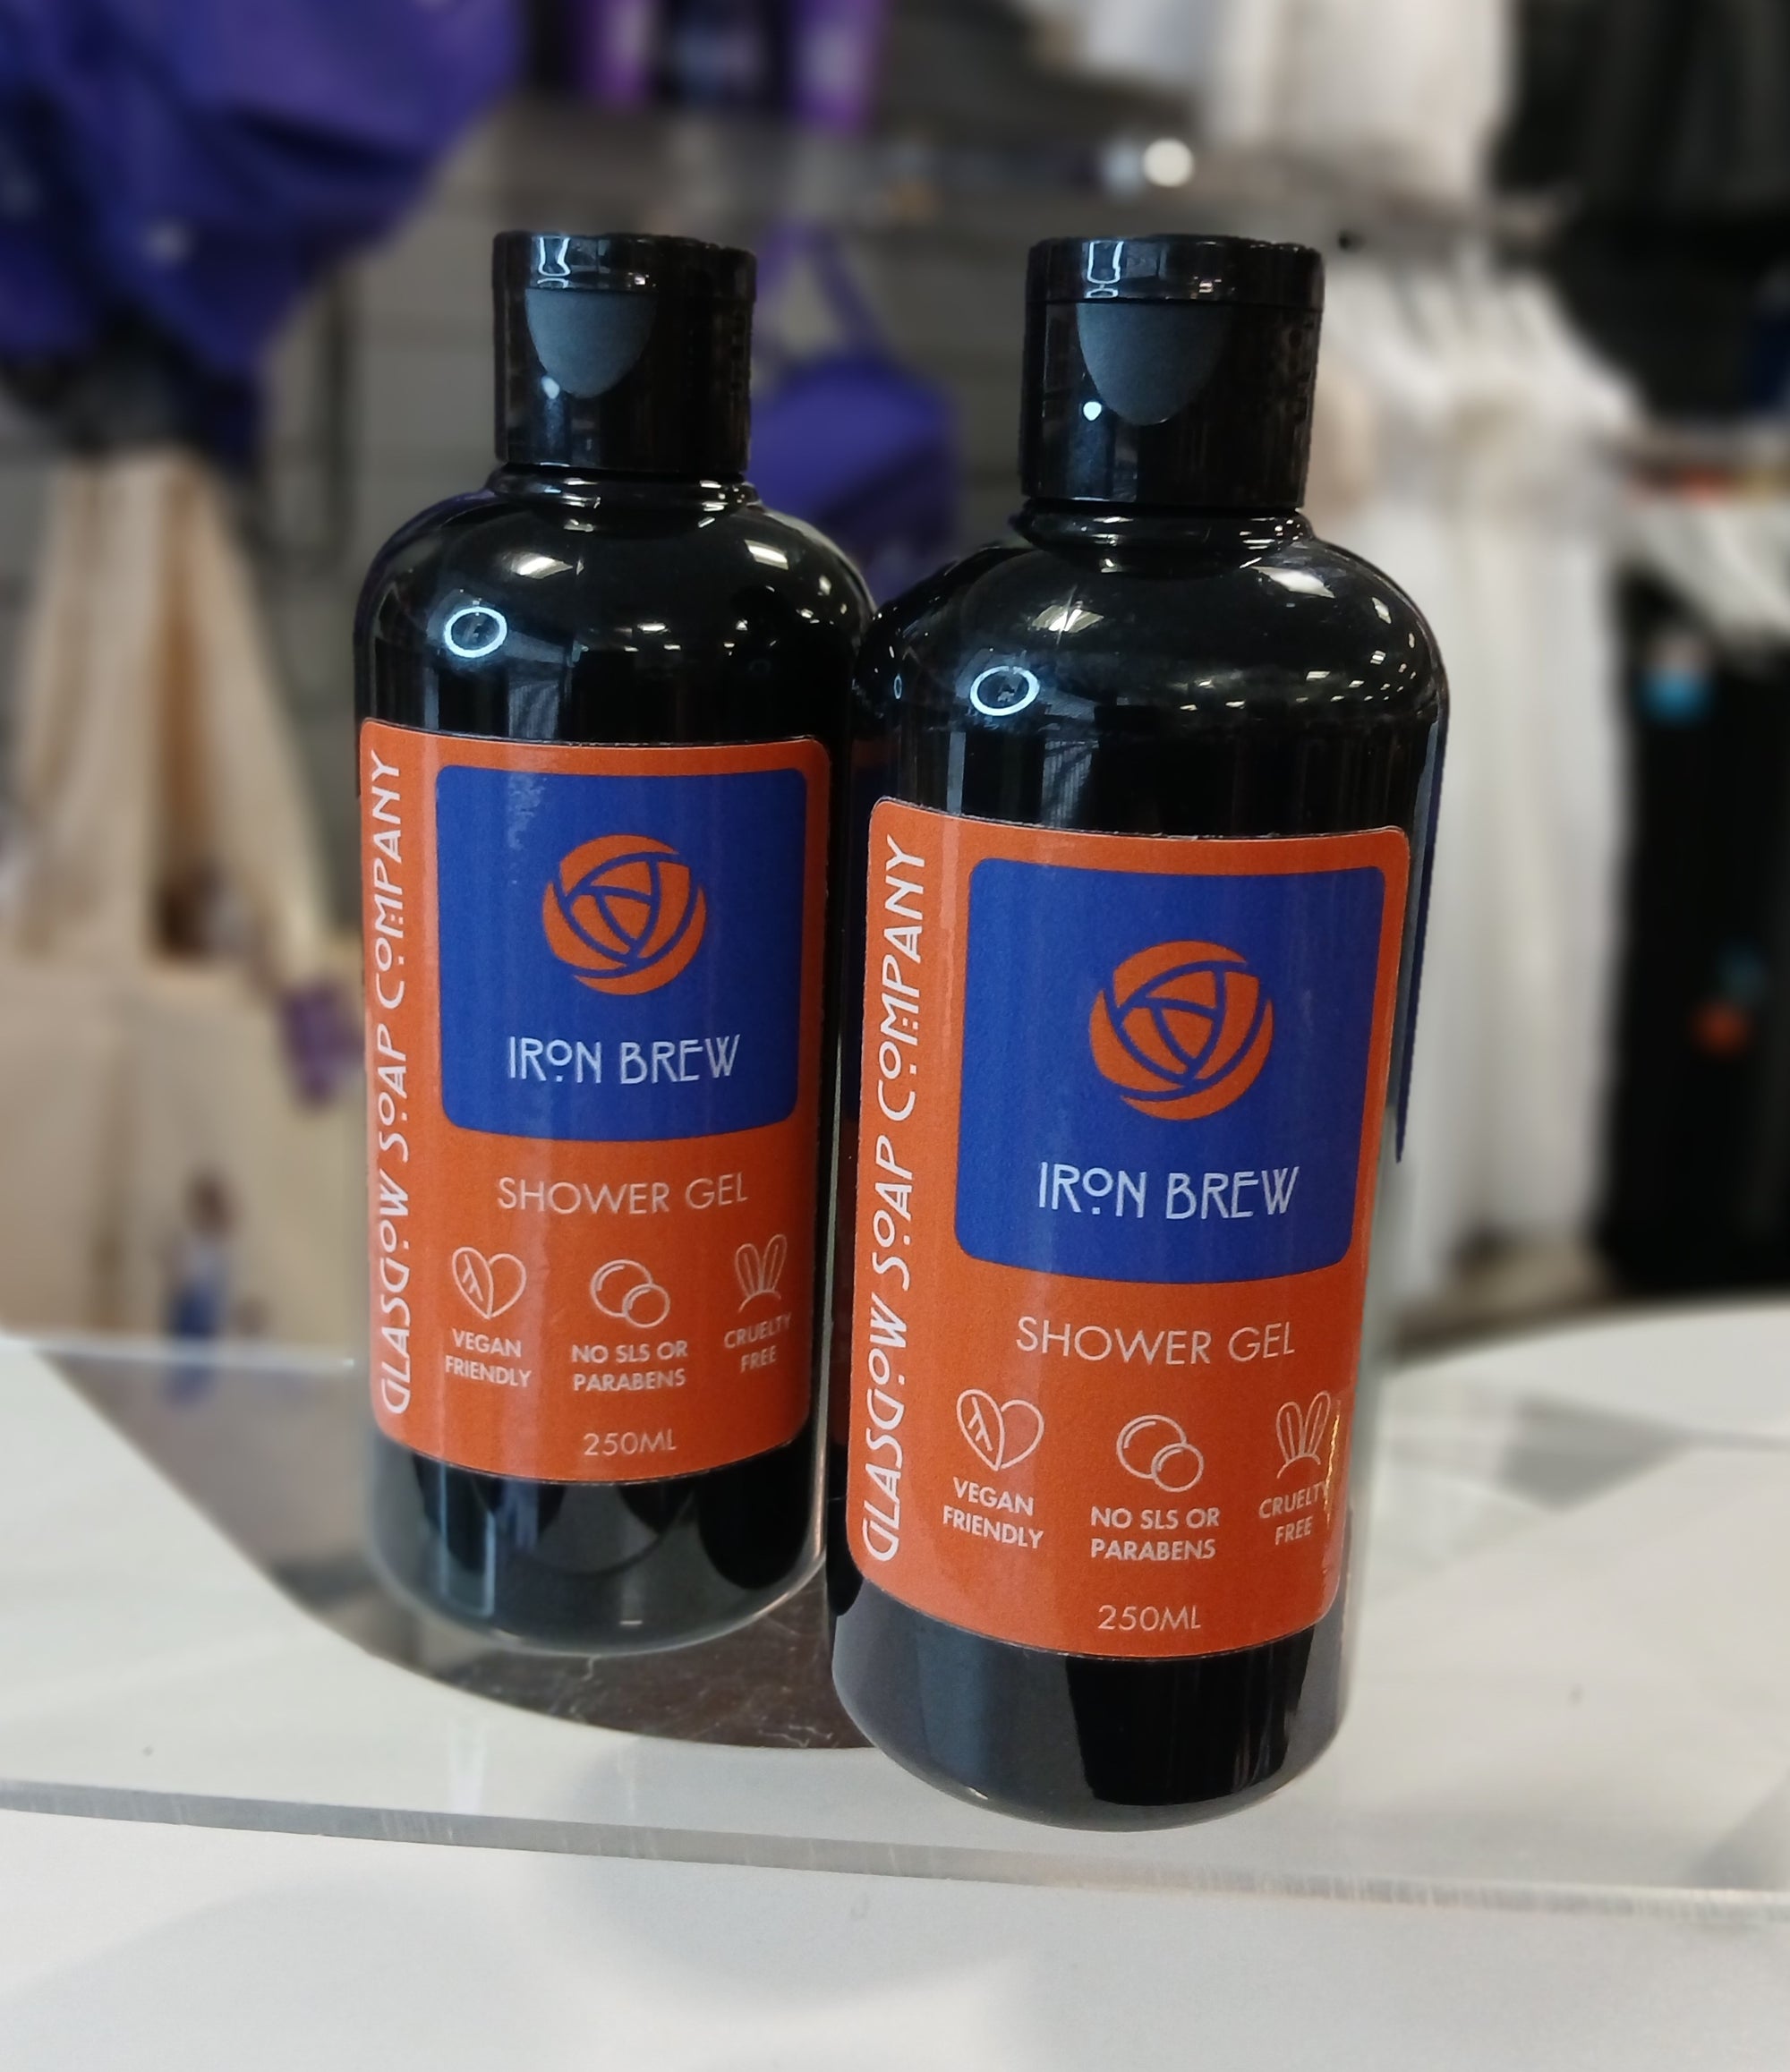 GLASGOW SOAP COMPANY
IRON BREW
SHOWER GEL
VEGAN
FRIENDLY
NO SLS OR
PARABENS
CRUELTY
FREE
250ML
GLASGOW SOAP COMPANY
IRON BREW
SHOWER GEL
VEGAN
FRIENDLY
NO SLS OR
PARABENS
CRUELTY
FREE
250ML